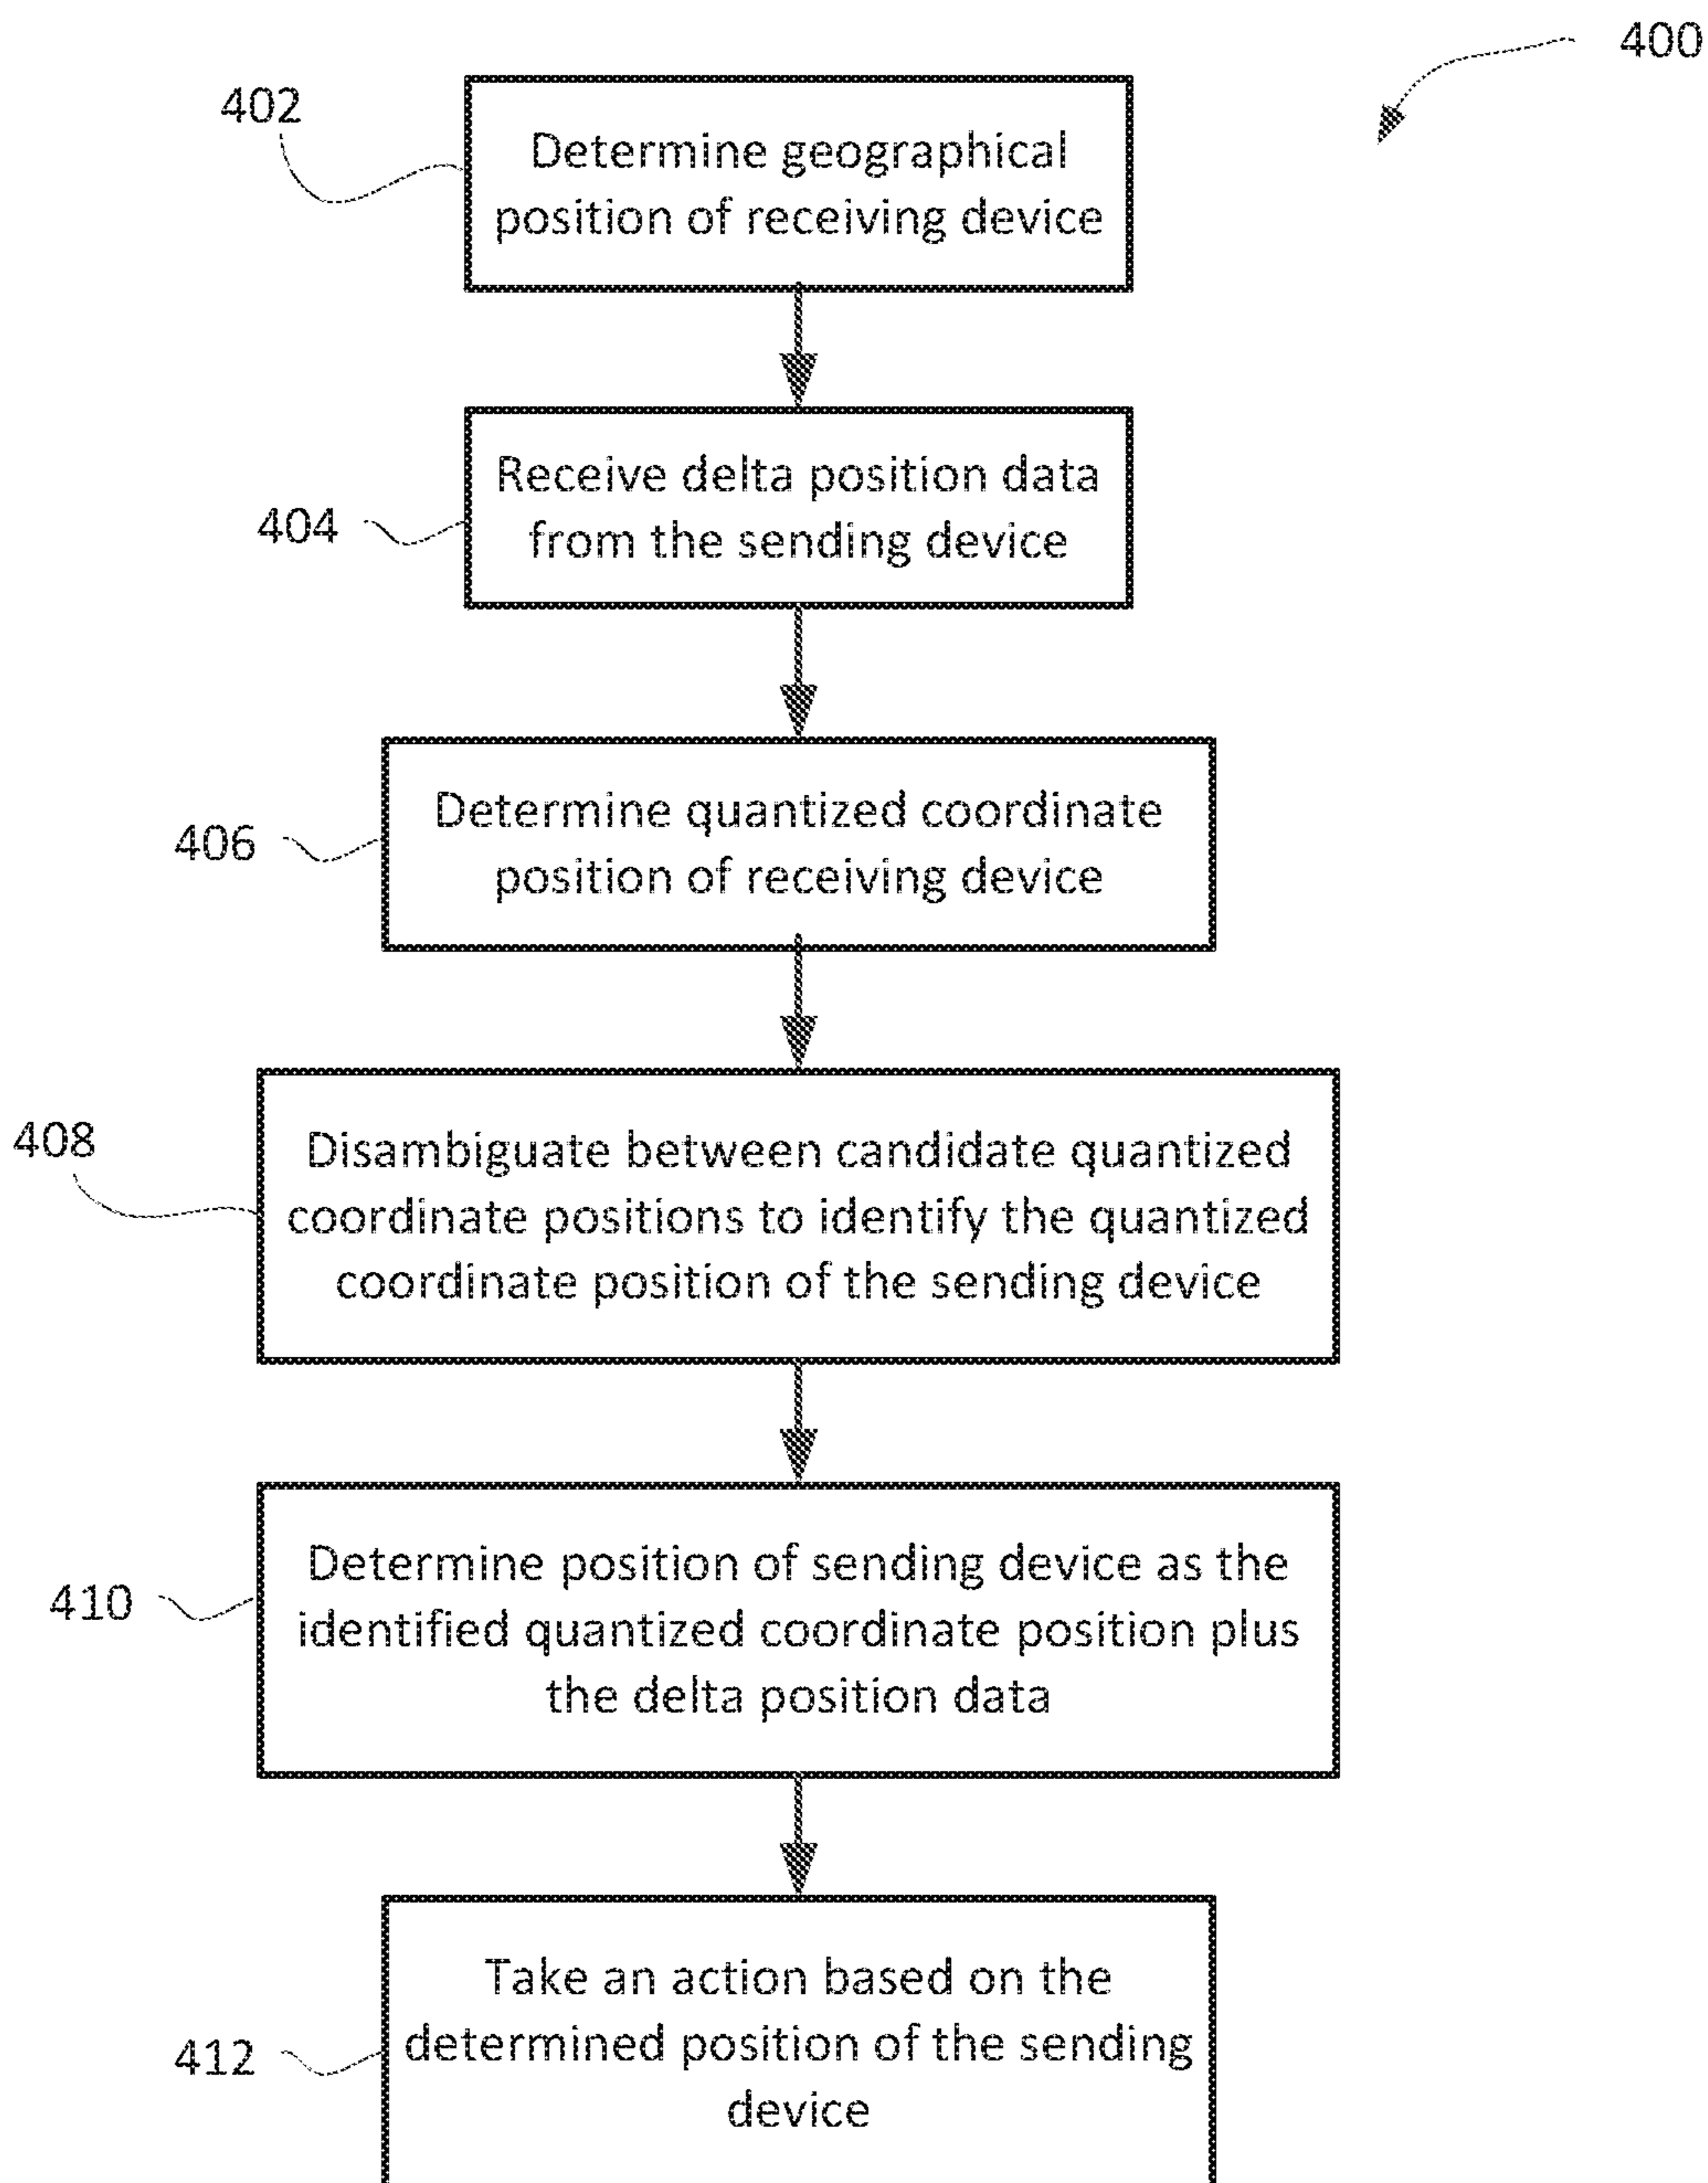 400
402
Determine geographical
position of receiving device
404
Receive delta position data
from the sending device
406
Determine quantized coordinate
position of receiving device
408
Disambiguate between candidate quantized
coordinate positions to identify the quantized
coordinate position of the sending device
410
Determine position of sending device as the
identified quantized coordinate position plus
the delta position data
412
Take an action based on the
determined position of the sending
device